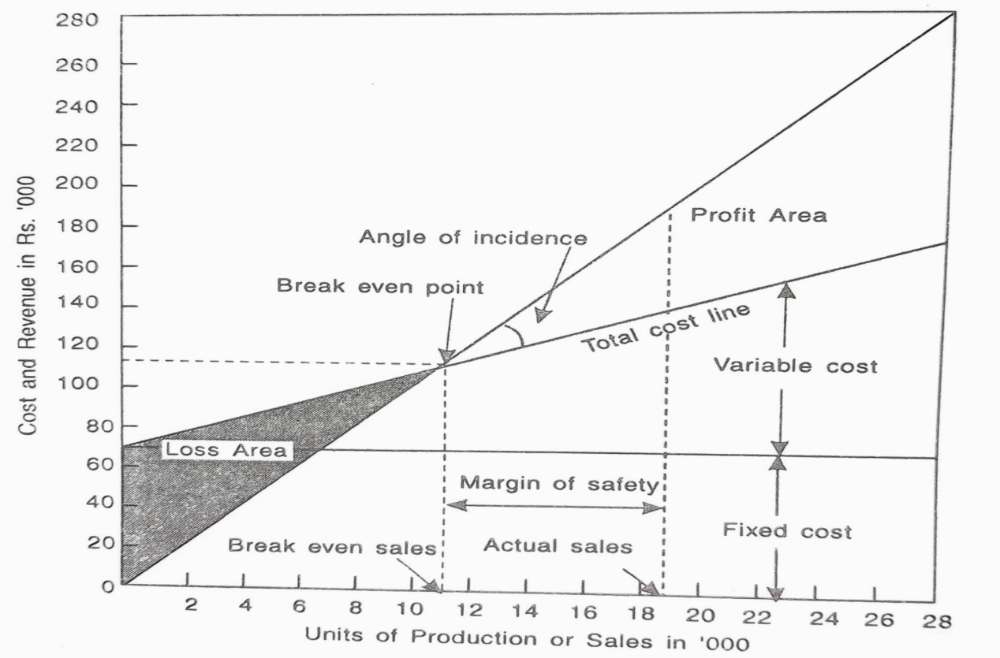 280
260
240
220
200
180
160
140
120
100
80
60
40
20
0
Cost and Revenue in Rs. '000
Profit Area
Angle of incidence
Break even point
Total cost line
Variable cost
Loss Area
Margin of safety
Fixed cost
Break even sales
Actual sales
2 4 6 8 10 12 14 16 18 20 22 24 26 28
Units of Production or Sales in '000